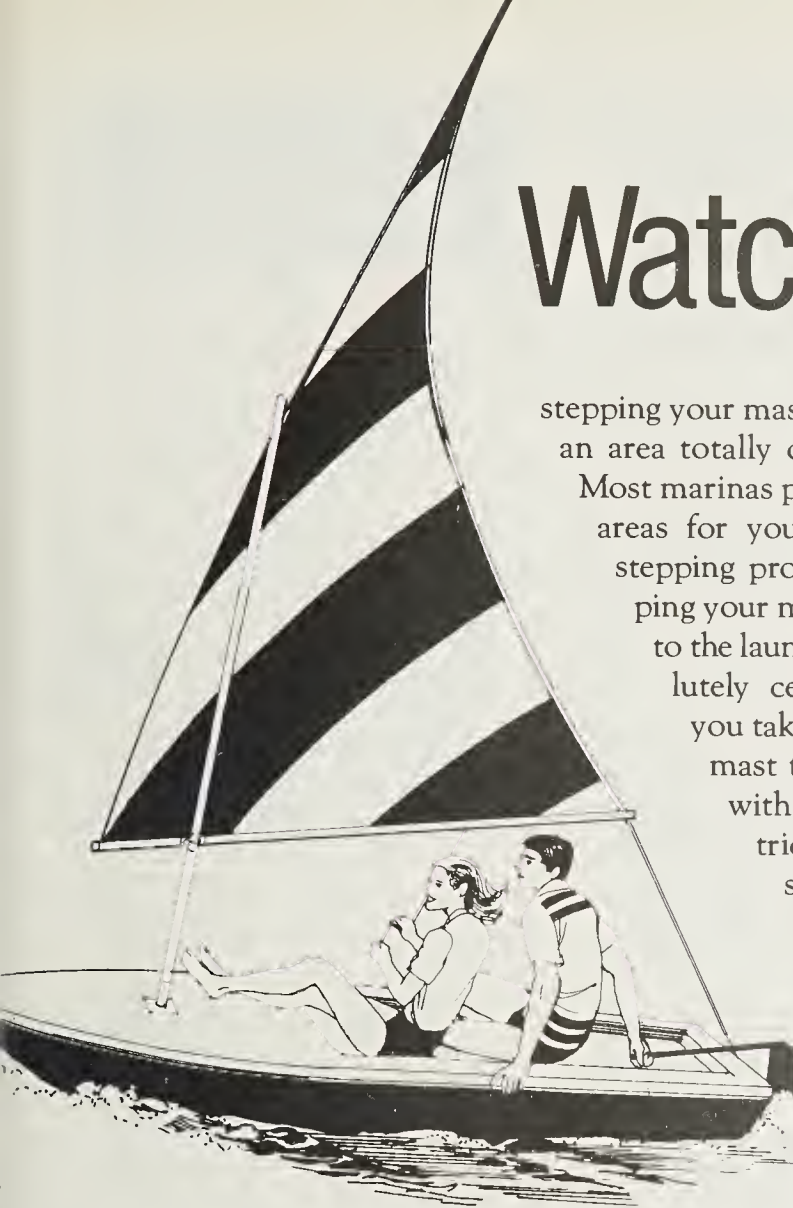 Watc
stepping your mas
an area totally c
Most marinas p
areas for you
stepping pro
ping your m
to the laun
lutely ce
you tak
mast t
with
tric
s